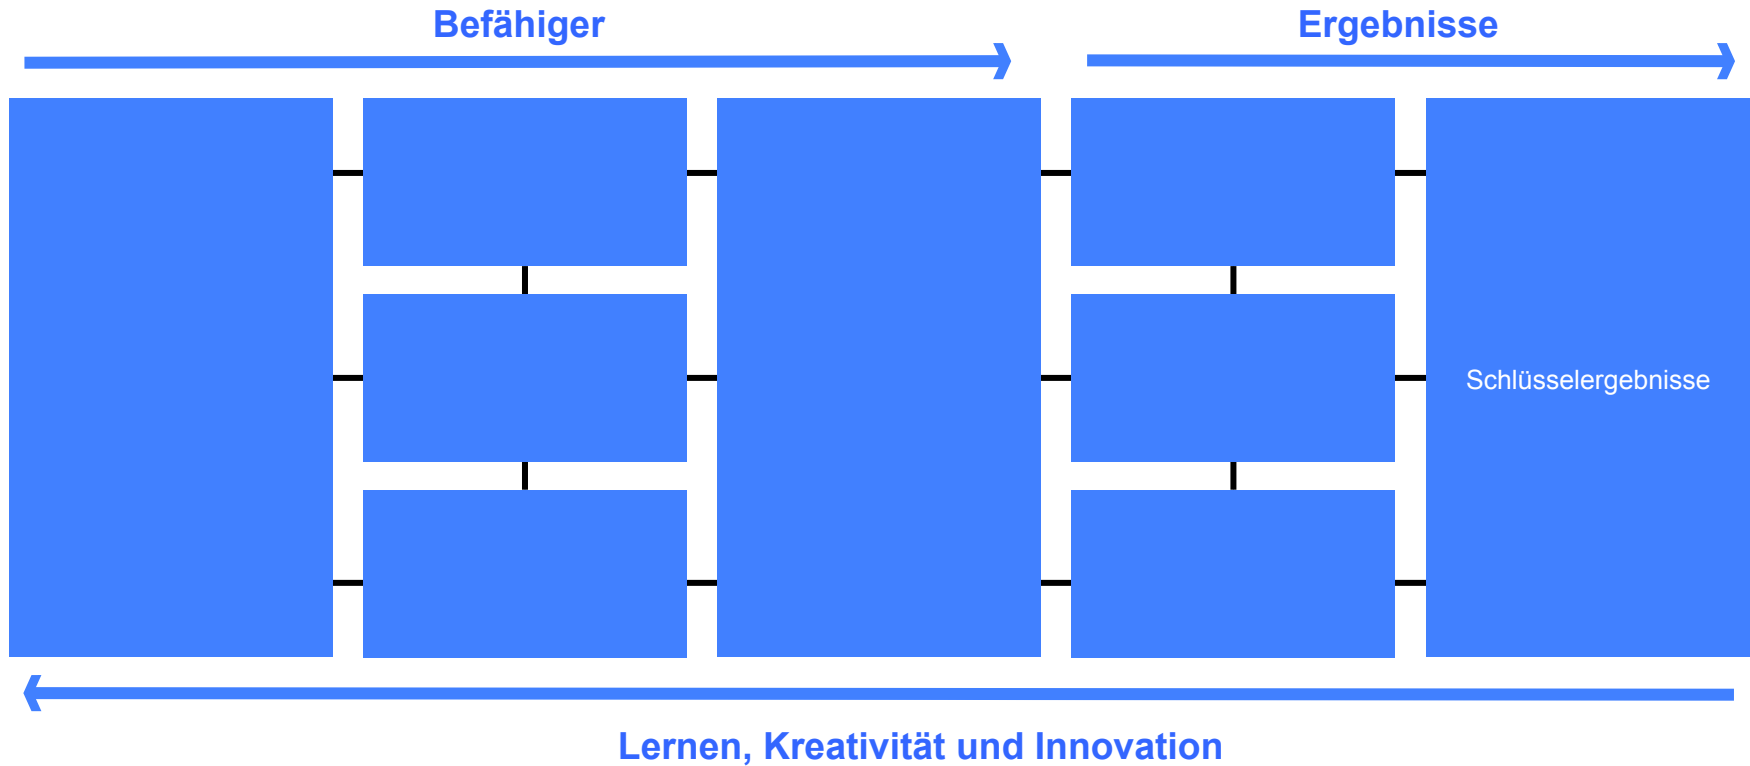 Befähiger
Ergebnisse
Schlüsselergebnisse
Lernen, Kreativität und Innovation